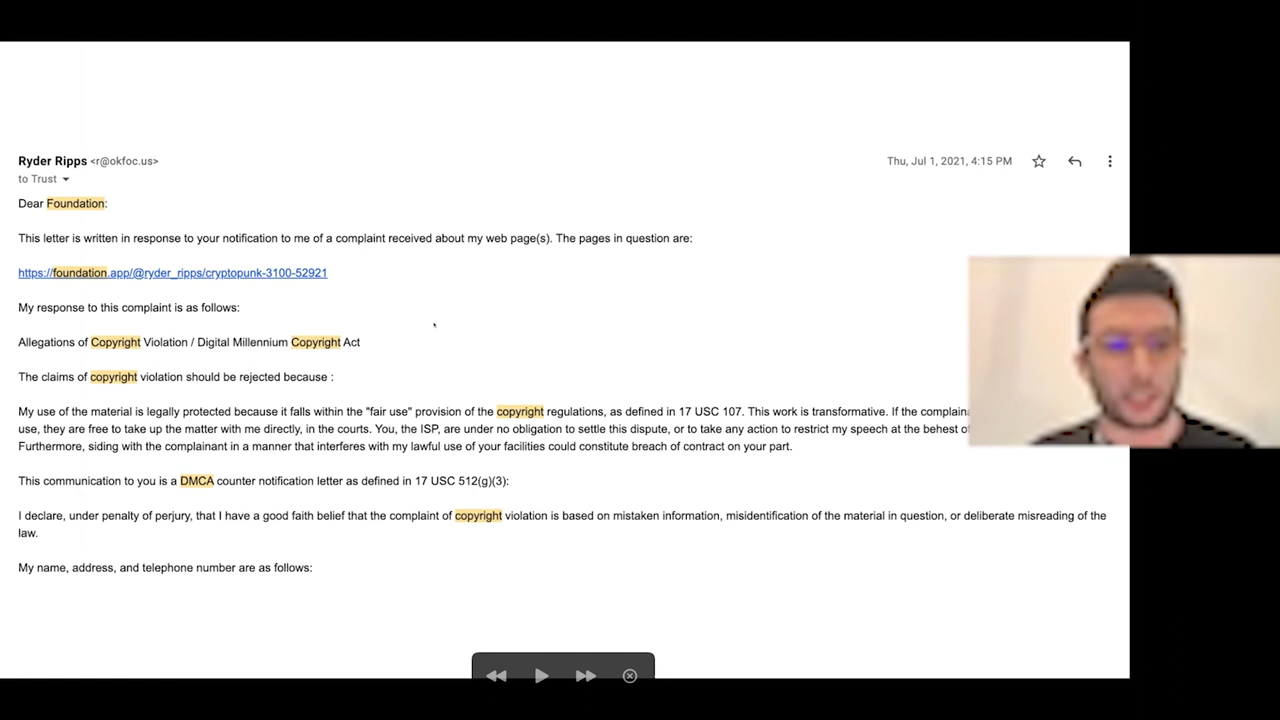 Ryder Ripps <r@okfoc.us>
Thu, Jul 1, 2021, 4:15 PM
to Trust
Dear Foundation:
This letter is written in response to your notification to me of a complaint received about my web page(s). The pages in question are:
https://foundation.app/@ryder_ripps/cryptopunk-3100-52921
My response to this complaint is as follows:
Allegations of Copyright Violation / Digital Millennium Copyright Act
The claims of copyright violation should be rejected because :
My use of the material is legally protected because it falls within the "fair use" provision of the copyright regulations, as defined in 17 USC 107. This work is transformative. If the
use, they are free to take up the matter with me directly, in the courts. You, the ISP, are under no obligation to settle this dispute, or to take any action to restrict my speech at the behest
Furthermore, siding with the complainant in a manner that interferes with my lawful use of your facilities could constitute breach of contract on your part.
This communication to you is a DMCA counter notification letter as defined in 17 USC 512(g)(3):
I declare, under penalty of perjury, that I have a good faith belief that the complaint of copyright violation is based on mistaken information, misidentification of the material in question, or deliberate misreading of the
law.
My name, address, and telephone number are as follows: